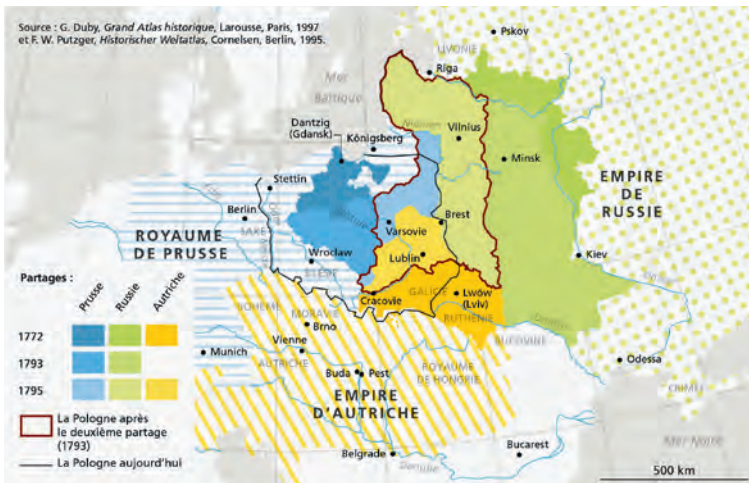 Source : G. Duby, Grand Atlas historique, Larousse, Paris, 1997
et F. W. Putzger, Historischer Weltatlas, Cornelsen, Berlin, 1995.
Pskov
LIVONIE
Riga
Mer
Baltique
Dantzig
(Gdansk)
Königsberg
Niémen
Vilnius
Minsk
Stettin
EMPIRE
DE
RUSSIE
Berlin
SAXE
Varsovie
Brest
ROYAUME
DE PRUSSE
Wrocław
Lublin
Kiev
Partages :
Prusse
Russie
Autriche
Cracovie
GALICIE
Lwów
(Lviv)
RUTHÉNIE
BOHÊME
MORAVIE
Brno
BUCOVINE
1772
1793
1795
Munich
Vienne
AUTRICHE
Buda
Pest
ROYAUME
DE HONGRIE
Odessa
CRIMÉE
EMPIRE
D'AUTRICHE
La Pologne après
le deuxième partage
(1793)
La Pologne aujourd'hui
Belgrade
Danube
Bucarest
Mer Noire
500 km